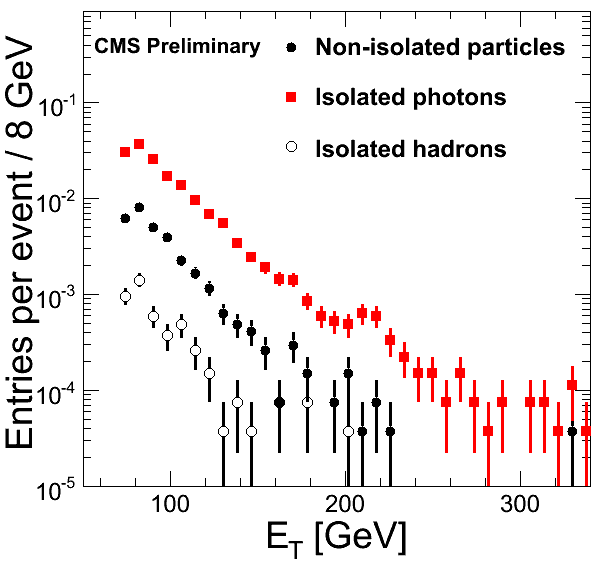 CMS Preliminary
Non-isolated particles
Isolated photons
Isolated hadrons
Entries per event / 8 GeV
10⁻¹
10⁻²
10⁻³
10⁻⁴
10⁻⁵
100 200 300
E_T [GeV]